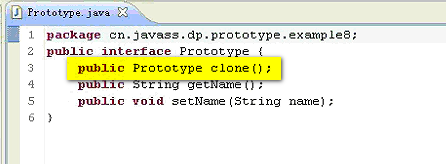 Prototype.java
1 package cn.javass.dp.prototype.example8;
2 public interface Prototype {
3 public Prototype clone();
4 public String getName();
5 public void setName(String name);
6 }